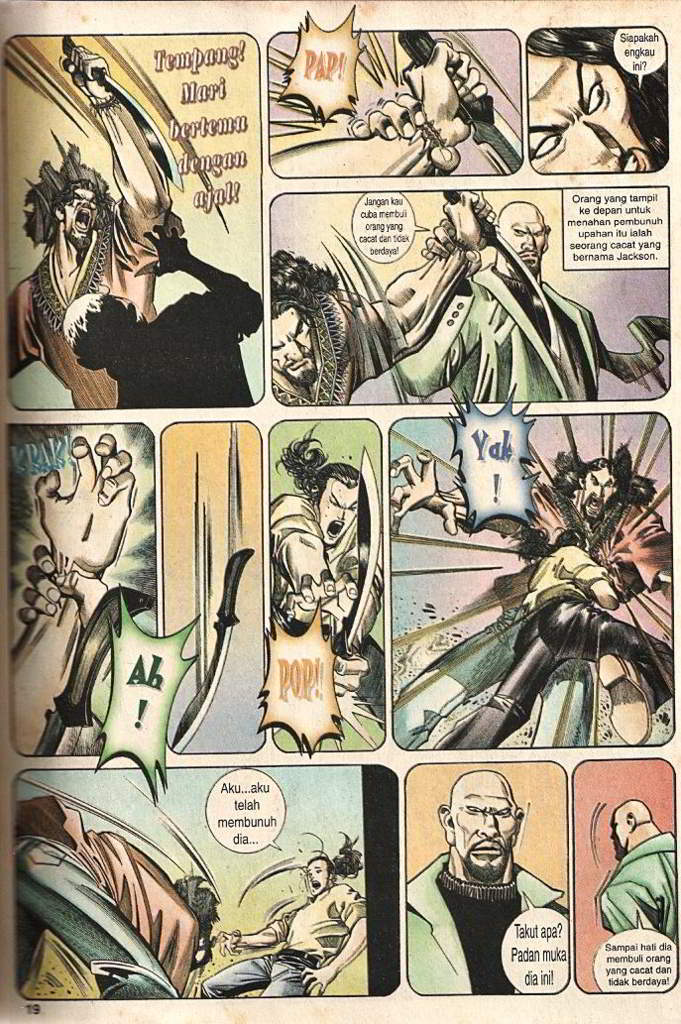 Tempang!
Mari
bertemu
dengan
ajal!
PAP!
Siapakah
engkau
ini?
Jangan kau
cuba membuli
orang yang
cacat dan tidak
berdaya!
Orang yang tampil
ke depan untuk
menahan pembunuh
upahan itu ialah
seorang cacat yang
bernama Jackson.
KRAK!
Ah
!
POP!!
Yak
!
Aku...aku
telah
membunuh
dia...
Takut apa?
Padan muka
dia ini!
Sampai hati dia
membuli orang
yang cacat dan
tidak berdaya!
19